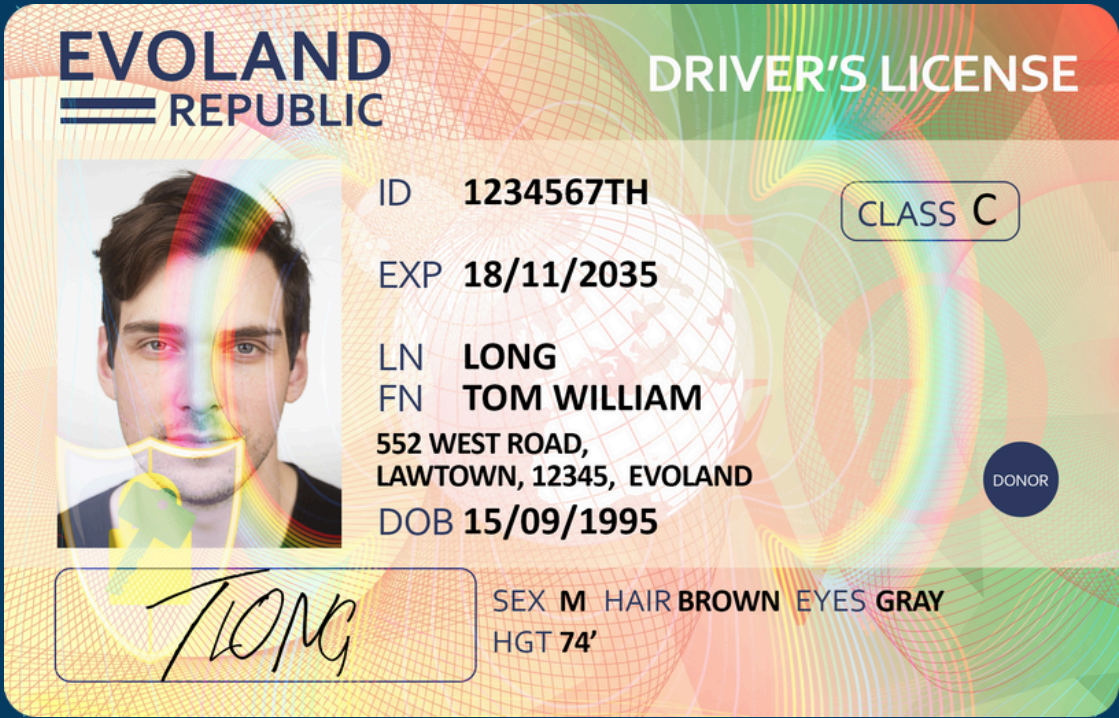 EVOLAND
REPUBLIC
DRIVER'S LICENSE
ID 1234567TH
CLASS C
EXP 18/11/2035
LN LONG
FN TOM WILLIAM
552 WEST ROAD,
LAWTOWN, 12345, EVOLAND
DONOR
DOB 15/09/1995
TLONG
SEX M HAIR BROWN EYES GRAY
HGT 74’